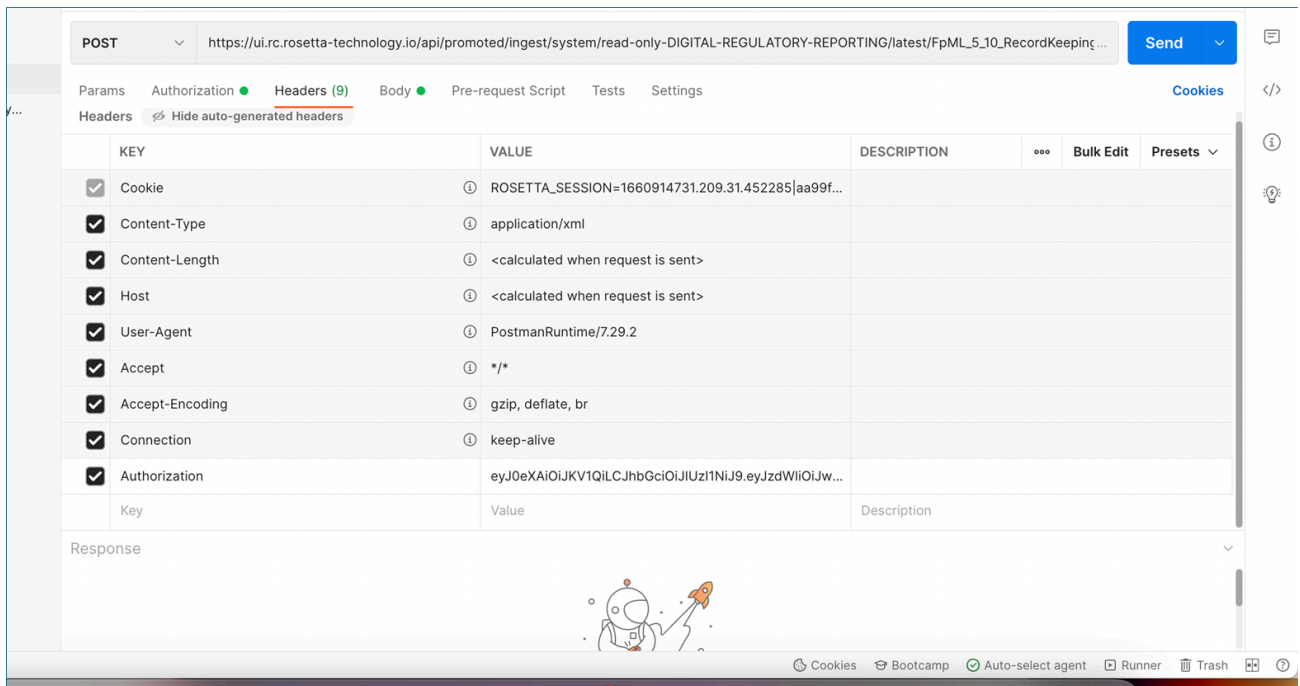 POST https://ui.rc.rosetta-technology.io/api/promoted/ingest/system/read-only-DIGITAL-REGULATORY-REPORTING/latest/FpML_5_10_RecordKeeping... Send
Params Authorization Headers (9) Body Pre-request Script Tests Settings Cookies
y...
Headers Hide auto-generated headers
KEY VALUE DESCRIPTION ooo Bulk Edit Presets
Cookie ROSETTA_SESSION=1660914731.209.31.452285|aa99f...
Content-Type application/xml
Content-Length <calculated when request is sent>
Host <calculated when request is sent>
User-Agent PostmanRuntime/7.29.2
Accept */*
Accept-Encoding gzip, deflate, br
Connection keep-alive
Authorization eyJ0eXAiOiJKV1QiLCJhbGciOiJIUzI1NiJ9.eyJzdWIiOiJw...
Key Value Description
Response
Cookies Bootcamp Auto-select agent Runner Trash